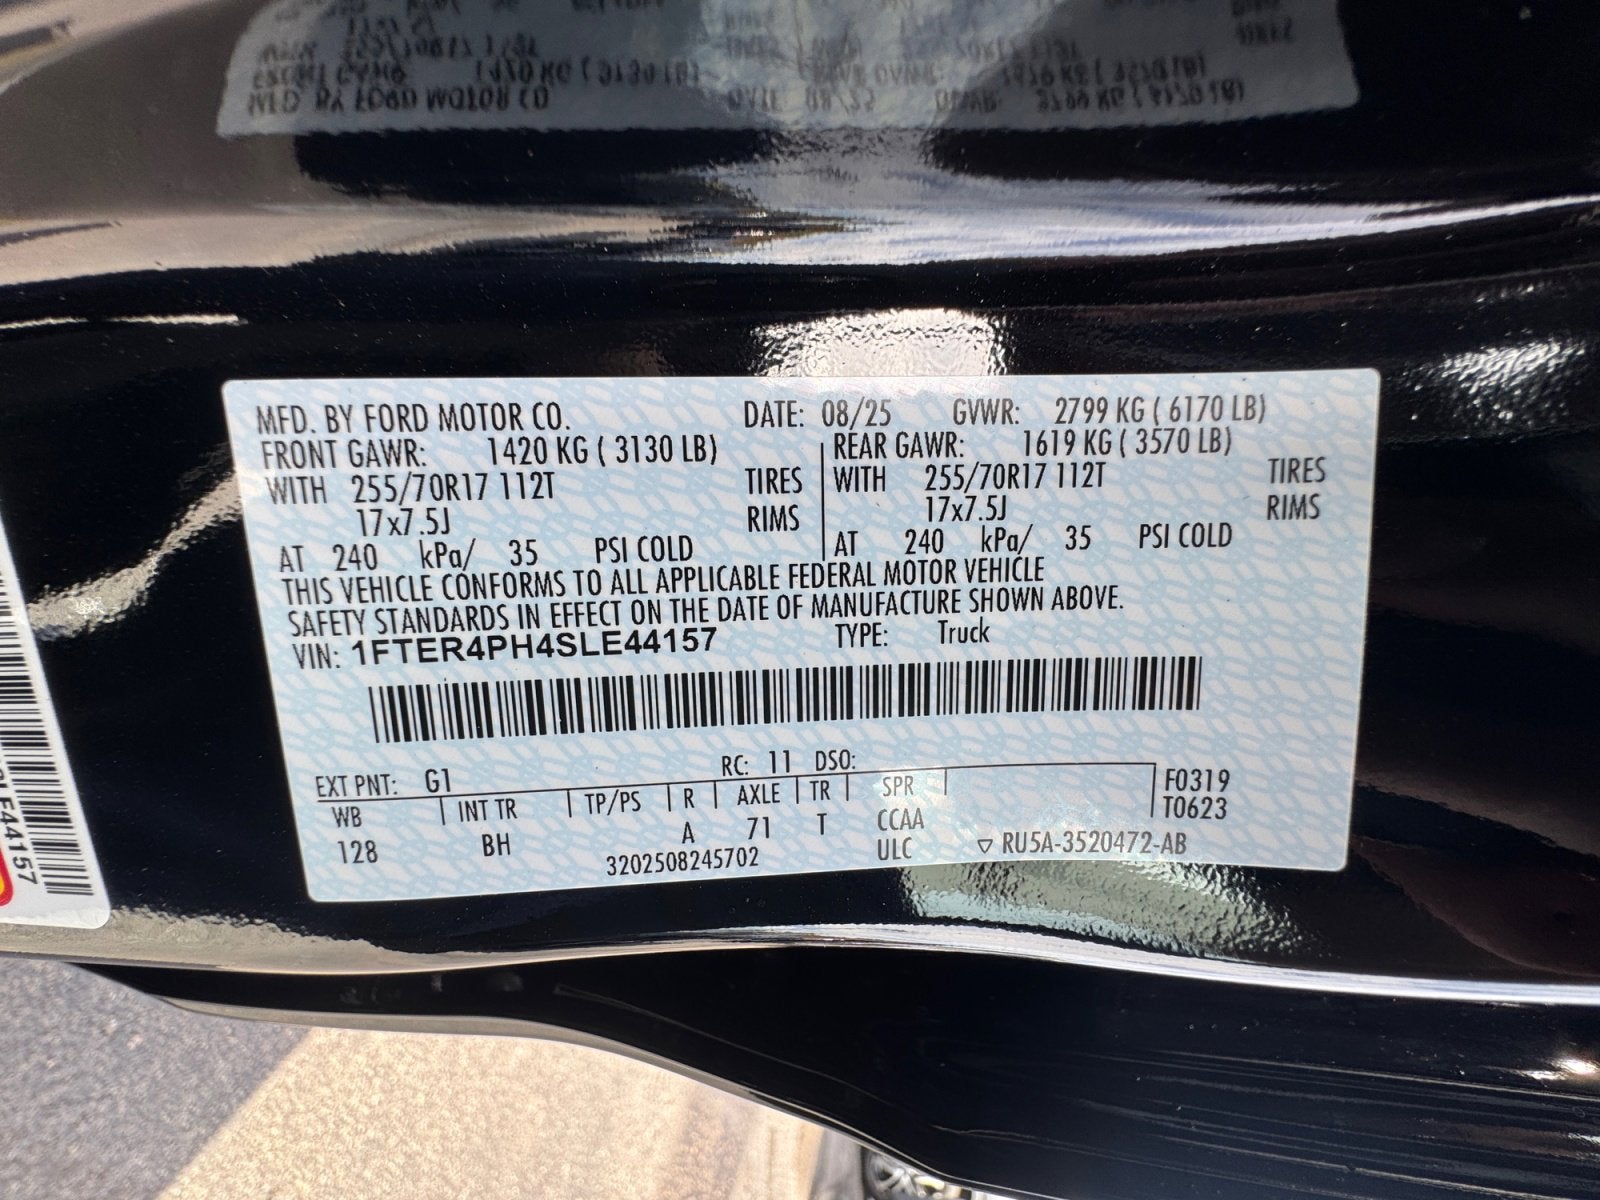 MFD. BY FORD MOTOR CO. DATE: 08/25 GVWR: 2799 KG ( 6170 LB)
FRONT GAWR: 1420 KG ( 3130 LB) REAR GAWR: 1619 KG ( 3570 LB)
WITH 255/70R17 112T TIRES WITH 255/70R17 112T TIRES
17x7.5J RIMS 17x7.5J RIMS
AT 240 kPa/ 35 PSI COLD AT 240 kPa/ 35 PSI COLD
THIS VEHICLE CONFORMS TO ALL APPLICABLE FEDERAL MOTOR VEHICLE
SAFETY STANDARDS IN EFFECT ON THE DATE OF MANUFACTURE SHOWN ABOVE.
VIN: 1FTER4PH4SLE44157 TYPE: Truck
EXT PNT: G1 RC: 11 DSO:
WB INT TR TP/PS R AXLE TR SPR F0319
T0623
128 BH A 71 T CCAA
3202508245702 ULC ▽ RU5A-3520472-AB
LE44157